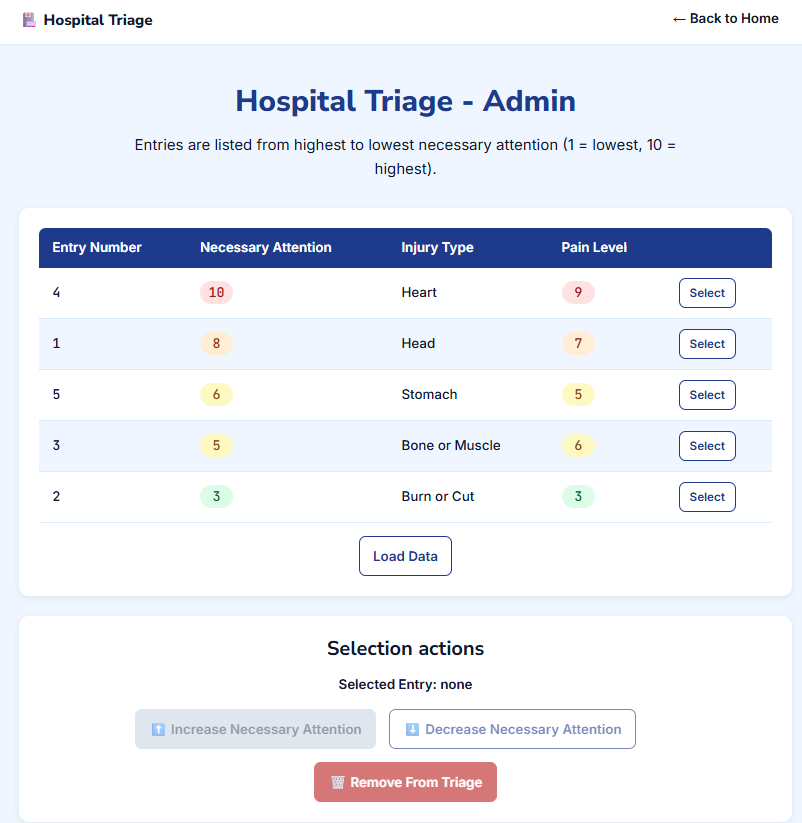 Hospital Triage
← Back to Home
Hospital Triage - Admin
Entries are listed from highest to lowest necessary attention (1 = lowest, 10 =
highest).
Entry Number Necessary Attention Injury Type Pain Level
4 10 Heart 9 Select
1 8 Head 7 Select
5 6 Stomach 5 Select
3 5 Bone or Muscle 6 Select
2 3 Burn or Cut 3 Select
Load Data
Selection actions
Selected Entry: none
⬆️ Increase Necessary Attention ⬇️ Decrease Necessary Attention
🗑️ Remove From Triage